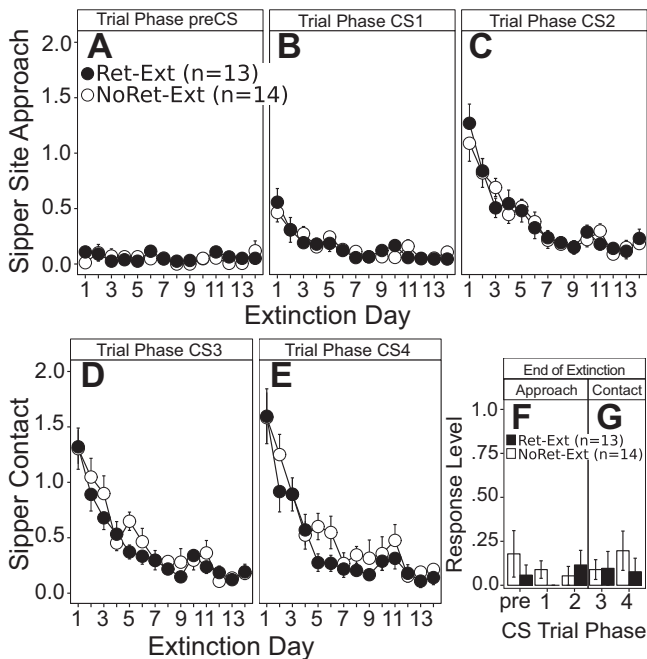 Trial Phase preCS
Trial Phase CS1
Trial Phase CS2
A
B
C
Ret-Ext (n=13)
NoRet-Ext (n=14)
Sipper Site Approach
2.0
1.5
1.0
0.5
0.0
1 3 5 7 9 11 13
1 3 5 7 9 11 13
1 3 5 7 9 11 13
Extinction Day
Extinction Day
Trial Phase CS3
Trial Phase CS4
D
E
Sipper Contact
2.0
1.5
1.0
0.5
0.0
1 3 5 7 9 11 13
1 3 5 7 9 11 13
Extinction Day
End of Extinction
Approach
Contact
F
G
Ret-Ext (n=13)
NoRet-Ext (n=14)
Response Level
1.0
.75
.50
.25
0.0
pre 1 2 3 4
CS Trial Phase